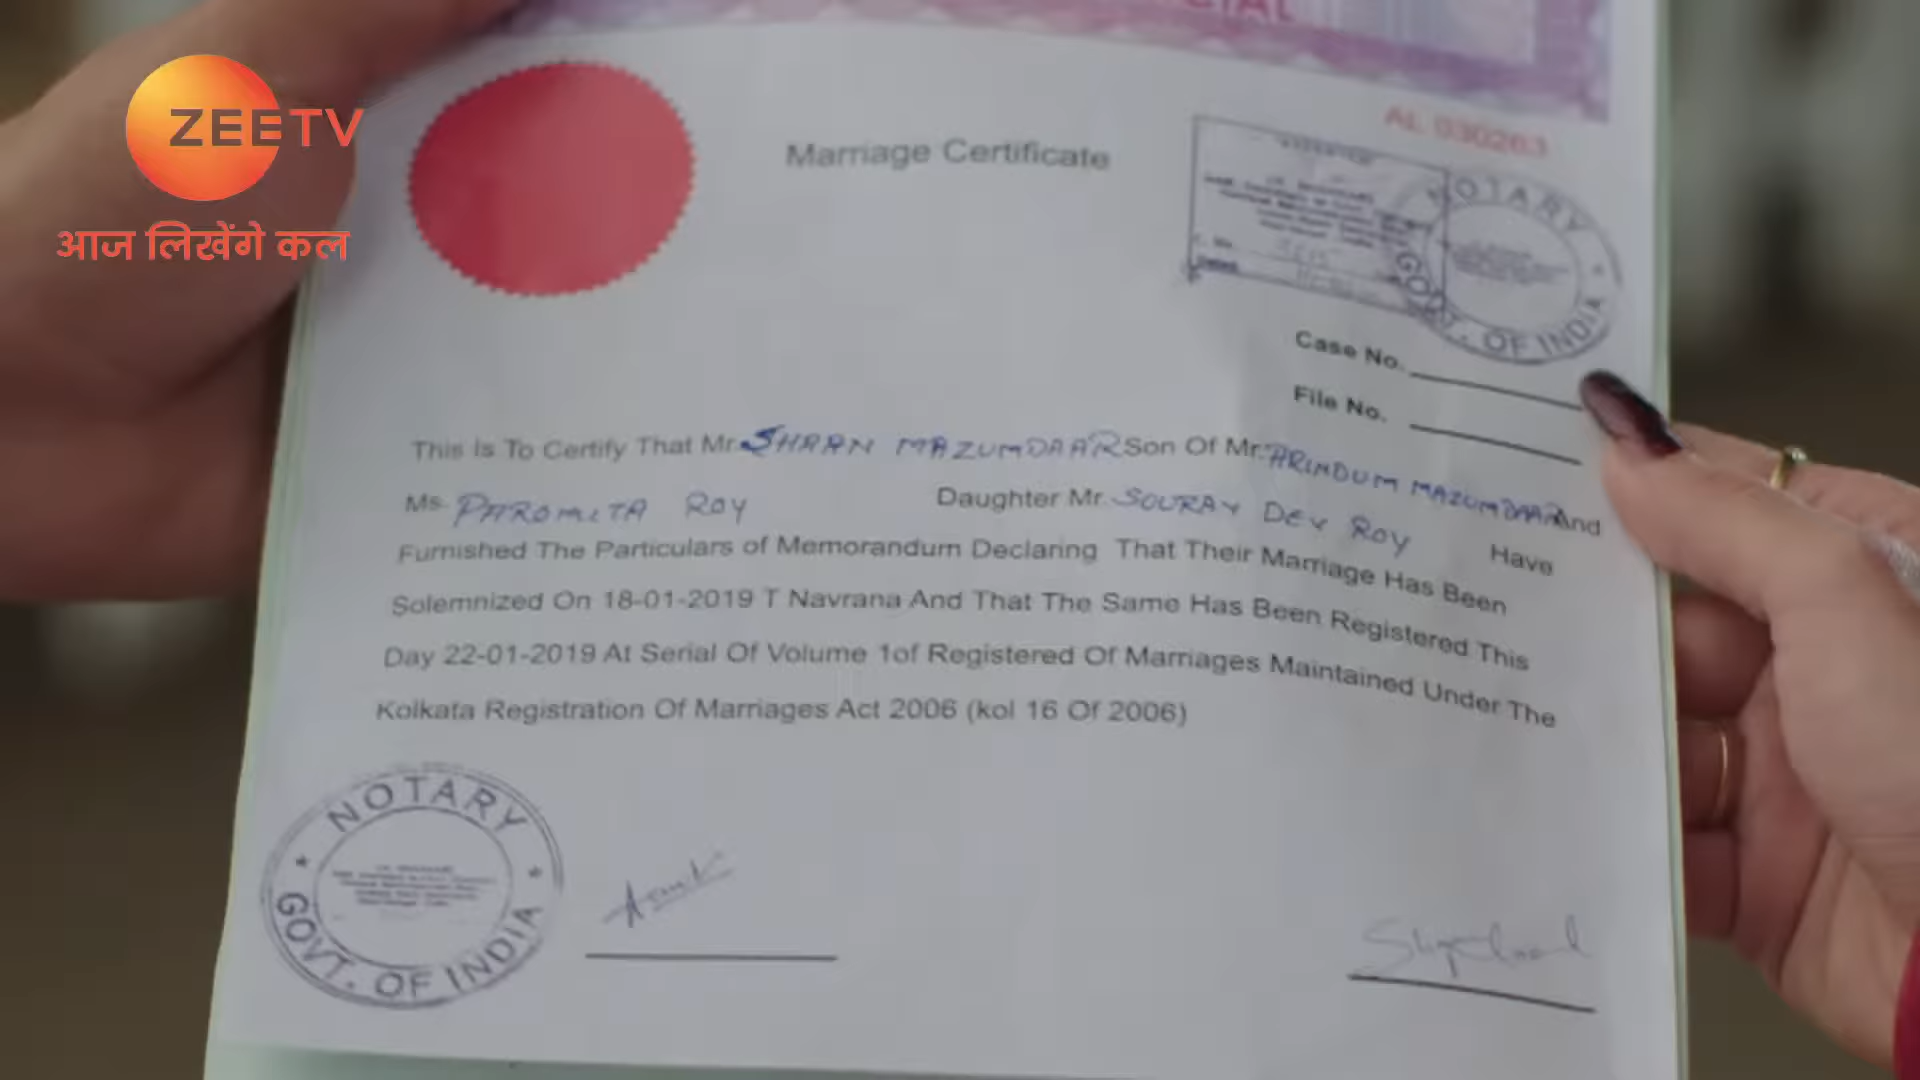 CIAL
ZEETV
आज लिखेंगे कल
AL 030263
Marriage Certificate
NOTARY
GOVT. OF INDIA
Case No.
File No.
This Is To Certify That Mr. SHAAN MAZUMDAAR Son Of Mr. ARINDUM MAZUMDAAR And
Ms. PAROMITA ROY Daughter Mr. SOURAV DEV ROY Have
Furnished The Particulars of Memorandum Declaring That Their Marriage Has Been
Solemnized On 18-01-2019 T Navrana And That The Same Has Been Registered This
Day 22-01-2019 At Serial Of Volume 1of Registered Of Marriages Maintained Under The
Kolkata Registration Of Marriages Act 2006 (kol 16 Of 2006)
NOTARY
GOVT. OF INDIA